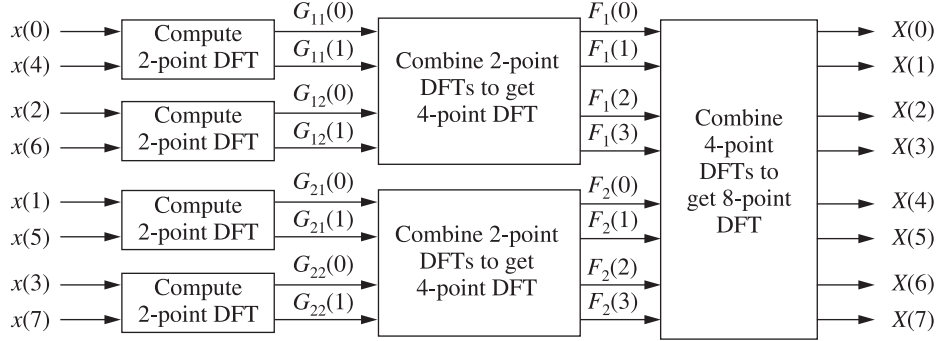 x(0)
x(4)
Compute
2-point DFT
G₁₁(0)
G₁₁(1)
x(2)
x(6)
Compute
2-point DFT
G₁₂(0)
G₁₂(1)
Combine 2-point
DFTs to get
4-point DFT
F₁(0)
F₁(1)
F₁(2)
F₁(3)
x(1)
x(5)
Compute
2-point DFT
G₂₁(0)
G₂₁(1)
x(3)
x(7)
Compute
2-point DFT
G₂₂(0)
G₂₂(1)
Combine 2-point
DFTs to get
4-point DFT
F₂(0)
F₂(1)
F₂(2)
F₂(3)
Combine
4-point
DFTs to
get 8-point
DFT
X(0)
X(1)
X(2)
X(3)
X(4)
X(5)
X(6)
X(7)